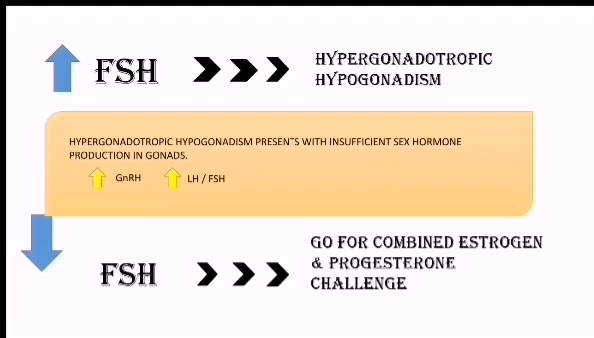 FSH
HYPERGONADOTROPIC
HYPOGONADISM
HYPERGONADOTROPIC HYPOGONADISM PRESENTS WITH INSUFFICIENT SEX HORMONE
PRODUCTION IN GONADS.
GnRH LH / FSH
FSH
GO FOR COMBINED ESTROGEN
& PROGESTERONE
CHALLENGE